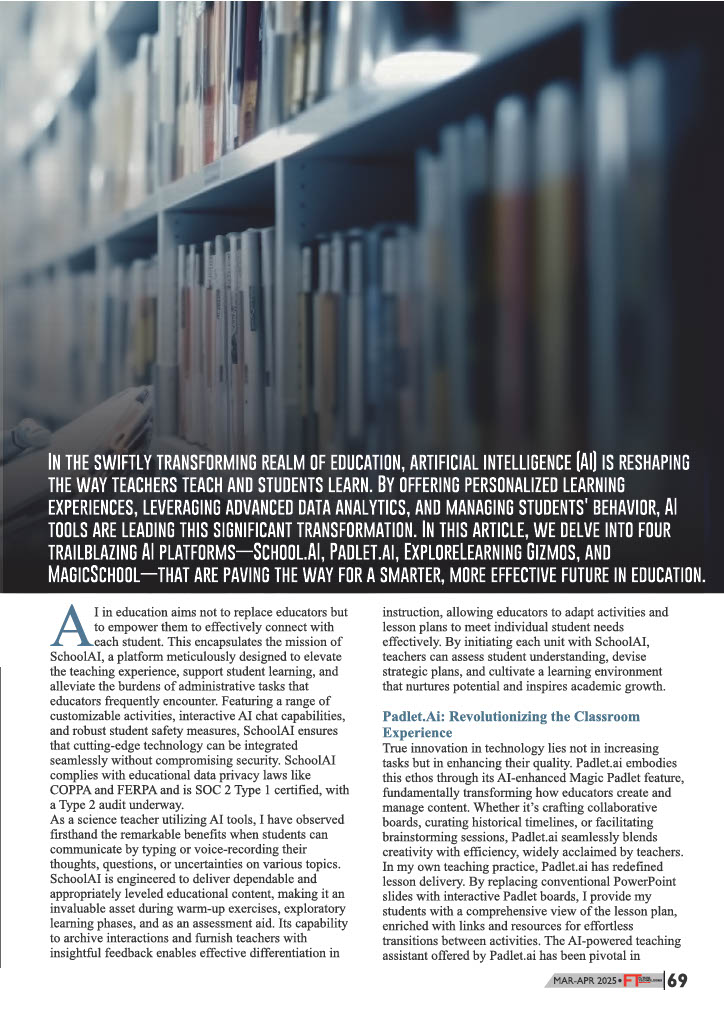 IN THE SWIFTLY TRANSFORMING REALM OF EDUCATION, ARTIFICIAL INTELLIGENCE (AI) IS RESHAPING
THE WAY TEACHERS TEACH AND STUDENTS LEARN. BY OFFERING PERSONALIZED LEARNING
EXPERIENCES, LEVERAGING ADVANCED DATA ANALYTICS, AND MANAGING STUDENTS' BEHAVIOR, AI
TOOLS ARE LEADING THIS SIGNIFICANT TRANSFORMATION. IN THIS ARTICLE, WE DELVE INTO FOUR
TRAILBLAZING AI PLATFORMS—SCHOOL.AI, PADLET.AI, EXPLORELEARNING GIZMOS, AND
MAGICSCHOOL—THAT ARE PAVING THE WAY FOR A SMARTER, MORE EFFECTIVE FUTURE IN EDUCATION.
AI in education aims not to replace educators but
to empower them to effectively connect with
each student. This encapsulates the mission of
SchoolAI, a platform meticulously designed to elevate
the teaching experience, support student learning, and
alleviate the burdens of administrative tasks that
educators frequently encounter. Featuring a range of
customizable activities, interactive AI chat capabilities,
and robust student safety measures, SchoolAI ensures
that cutting-edge technology can be integrated
seamlessly without compromising security. SchoolAI
complies with educational data privacy laws like
COPPA and FERPA and is SOC 2 Type 1 certified, with
a Type 2 audit underway.
As a science teacher utilizing AI tools, I have observed
firsthand the remarkable benefits when students can
communicate by typing or voice-recording their
thoughts, questions, or uncertainties on various topics.
SchoolAI is engineered to deliver dependable and
appropriately leveled educational content, making it an
invaluable asset during warm-up exercises, exploratory
learning phases, and as an assessment aid. Its capability
to archive interactions and furnish teachers with
insightful feedback enables effective differentiation in
instruction, allowing educators to adapt activities and
lesson plans to meet individual student needs
effectively. By initiating each unit with SchoolAI,
teachers can assess student understanding, devise
strategic plans, and cultivate a learning environment
that nurtures potential and inspires academic growth.
Padlet.Ai: Revolutionizing the Classroom
Experience
True innovation in technology lies not in increasing
tasks but in enhancing their quality. Padlet.ai embodies
this ethos through its AI-enhanced Magic Padlet feature,
fundamentally transforming how educators create and
manage content. Whether it's crafting collaborative
boards, curating historical timelines, or facilitating
brainstorming sessions, Padlet.ai seamlessly blends
creativity with efficiency, widely acclaimed by teachers.
In my own teaching practice, Padlet.ai has redefined
lesson delivery. By replacing conventional PowerPoint
slides with interactive Padlet boards, I provide my
students with a comprehensive view of the lesson plan,
enriched with links and resources for effortless
transitions between activities. The AI-powered teaching
assistant offered by Padlet.ai has been pivotal in
MAR-APR 2025 • FT 69